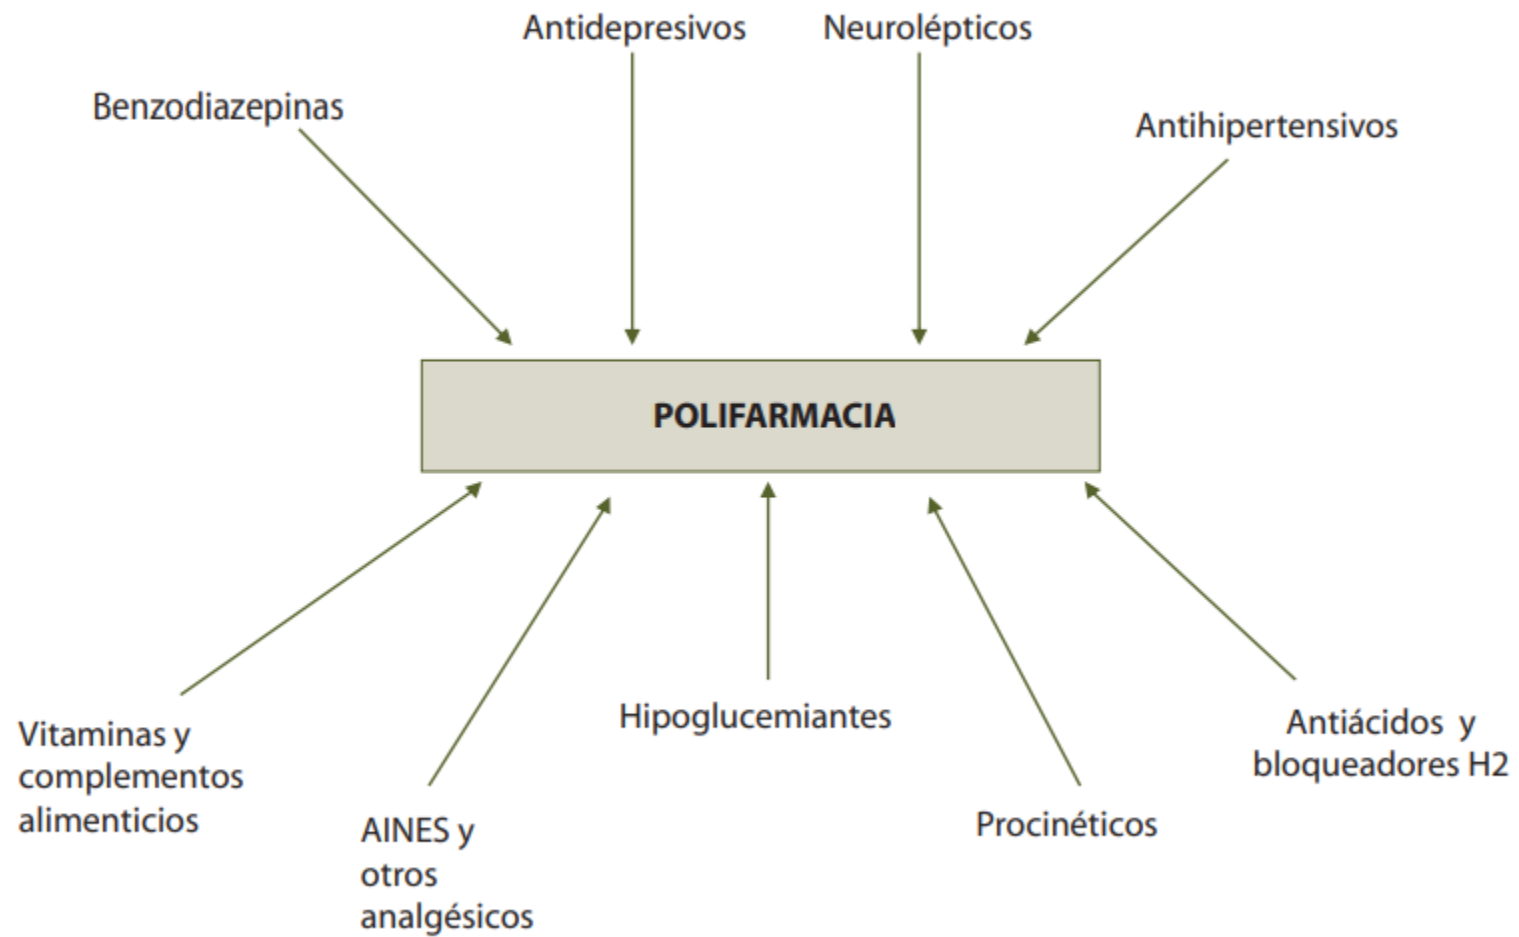 Antidepresivos
Neurolépticos
Benzodiazepinas
Antihipertensivos
POLIFARMACIA
Vitaminas y
complementos
alimenticios
AINES y
otros
analgésicos
Hipoglucemiantes
Procinéticos
Antiácidos y
bloqueadores H2